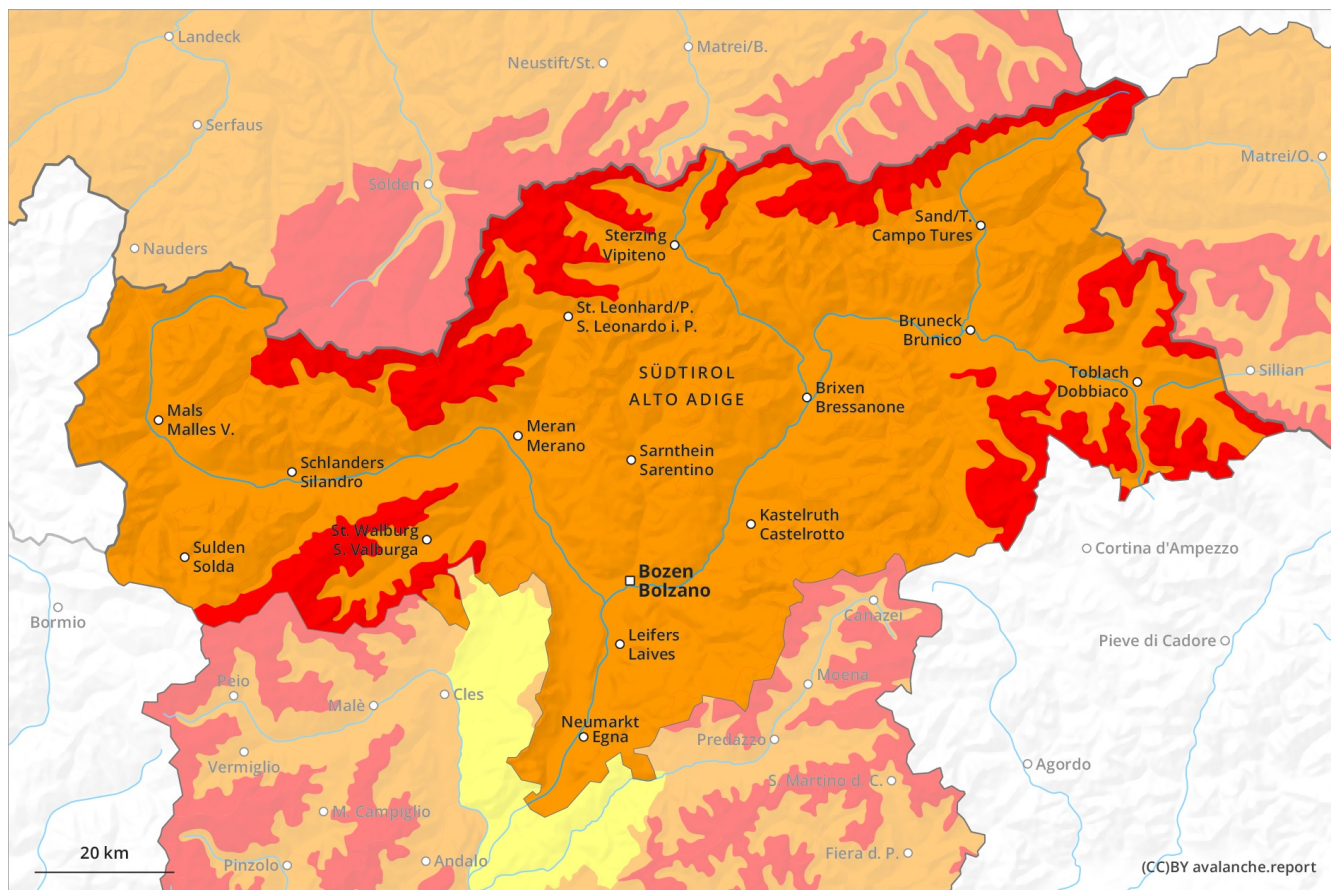 Landeck
Matrei/B.
Neustift/St.
Serfaus
Matrei/O.
Sölden
Sand/T.
Campo Tures
Sterzing
Vipiteno
Nauders
St. Leonhard/P.
S. Leonardo i. P.
Bruneck
Brunico
SÜDTIROL
ALTO ADIGE
Toblach
Dobbiaco
Sillian
Brixen
Bressanone
Mals
Malles V.
Meran
Merano
Sarnthein
Sarentino
Schlanders
Silandro
Kastelruth
Castelrotto
St. Walburg
S. Valburga
Sulden
Solda
Cortina d'Ampezzo
Bozen
Bolzano
Bormio
Canazei
Leifers
Laives
Pieve di Cadore
Peio
Moena
Cles
Malè
Neumarkt
Egna
Predazzo
Vermiglio
Agordo
S. Martino d. C.
M. Campiglio
20 km
Pinzolo
Andalo
Fiera d. P.
(CC)BY avalanche.report